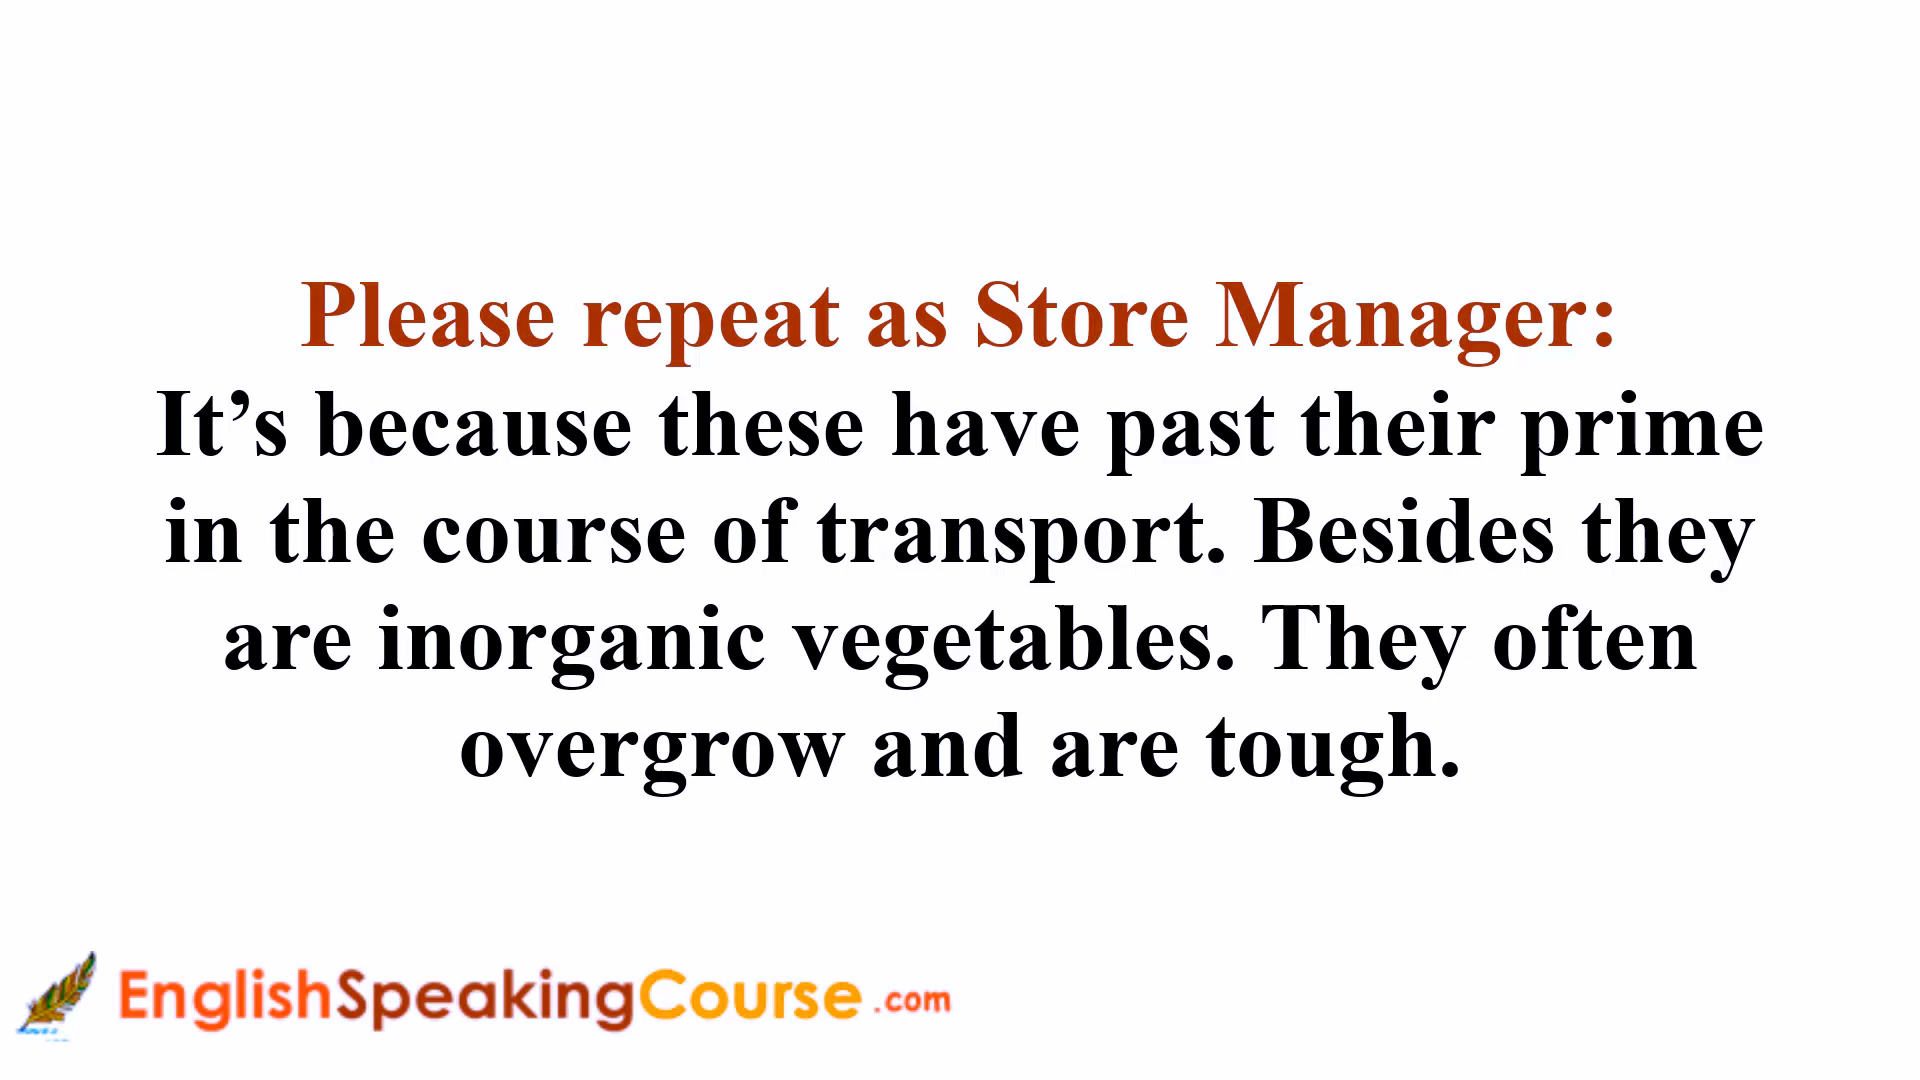 Please repeat as Store Manager:
It’s because these have past their prime
in the course of transport. Besides they
are inorganic vegetables. They often
overgrow and are tough.
EnglishSpeakingCourse.com